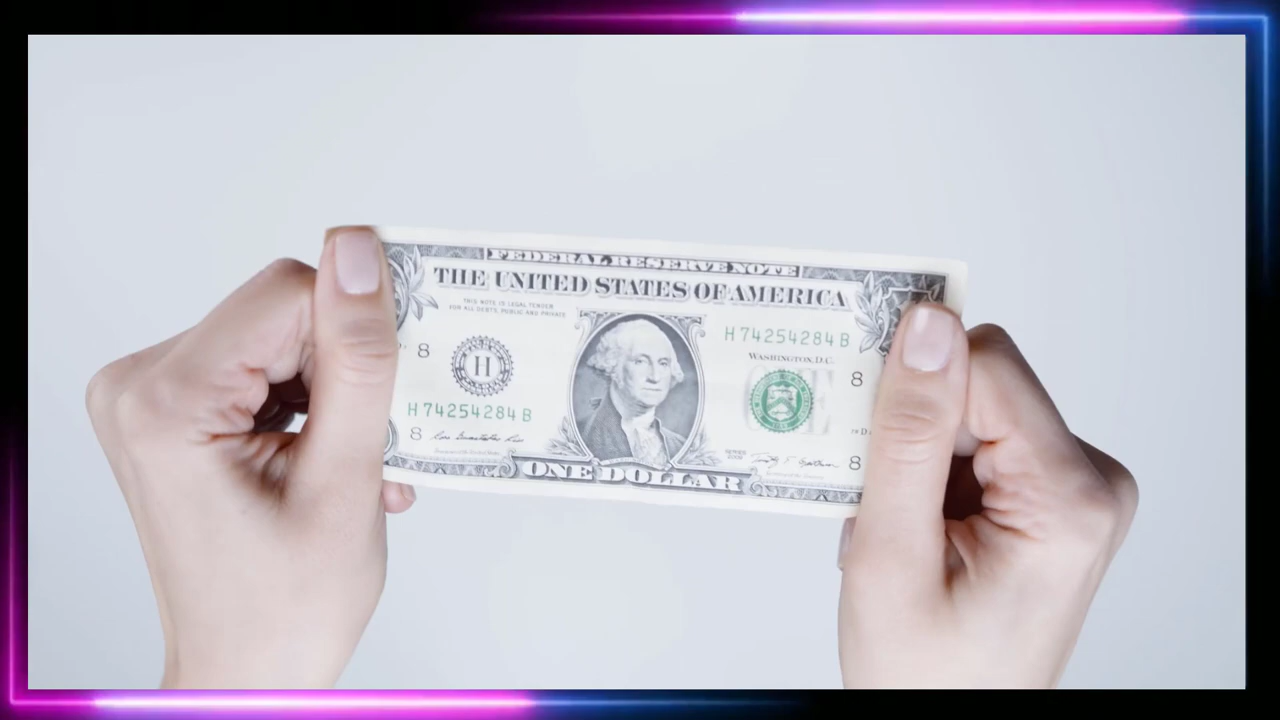 FEDERAL RESERVE NOTE
THE UNITED STATES OF AMERICA
THIS NOTE IS LEGAL TENDER
FOR ALL DEBTS, PUBLIC AND PRIVATE
H 74254284 B
WASHINGTON, D.C.
8
H
8
H 74254284 B
8
SERIES
8
ONE DOLLAR